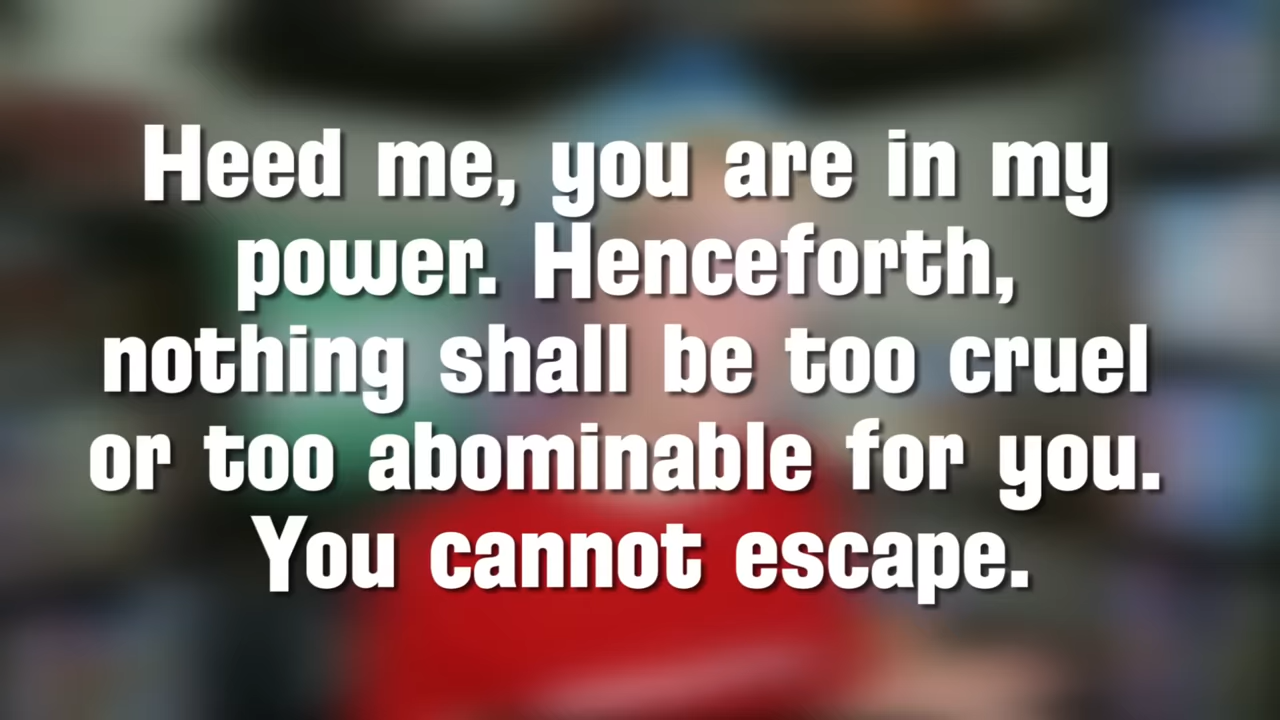 Heed me, you are in my
power. Henceforth,
nothing shall be too cruel
or too abominable for you.
You cannot escape.